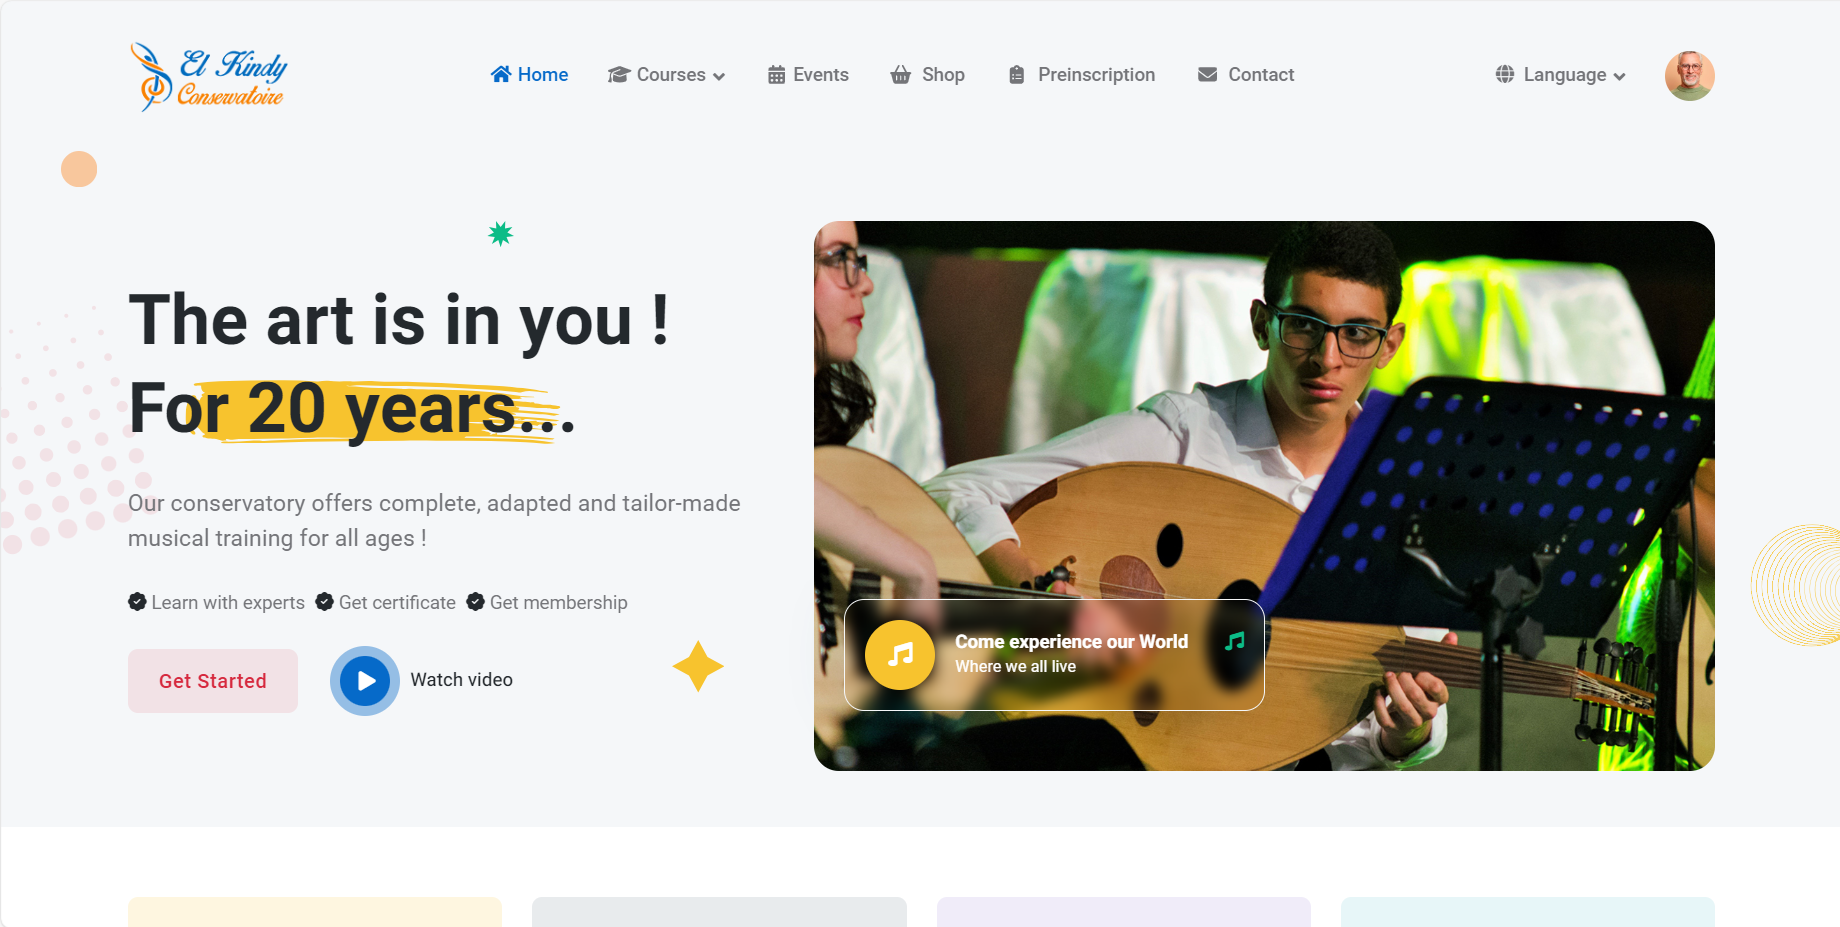 El Kindy
Conservatoire
Home
Courses
Events
Shop
Preinscription
Contact
Language
The art is in you !
For 20 years...
Our conservatory offers complete, adapted and tailor-made
musical training for all ages !
Learn with experts
Get certificate
Get membership
Get Started
Watch video
Come experience our World
Where we all live